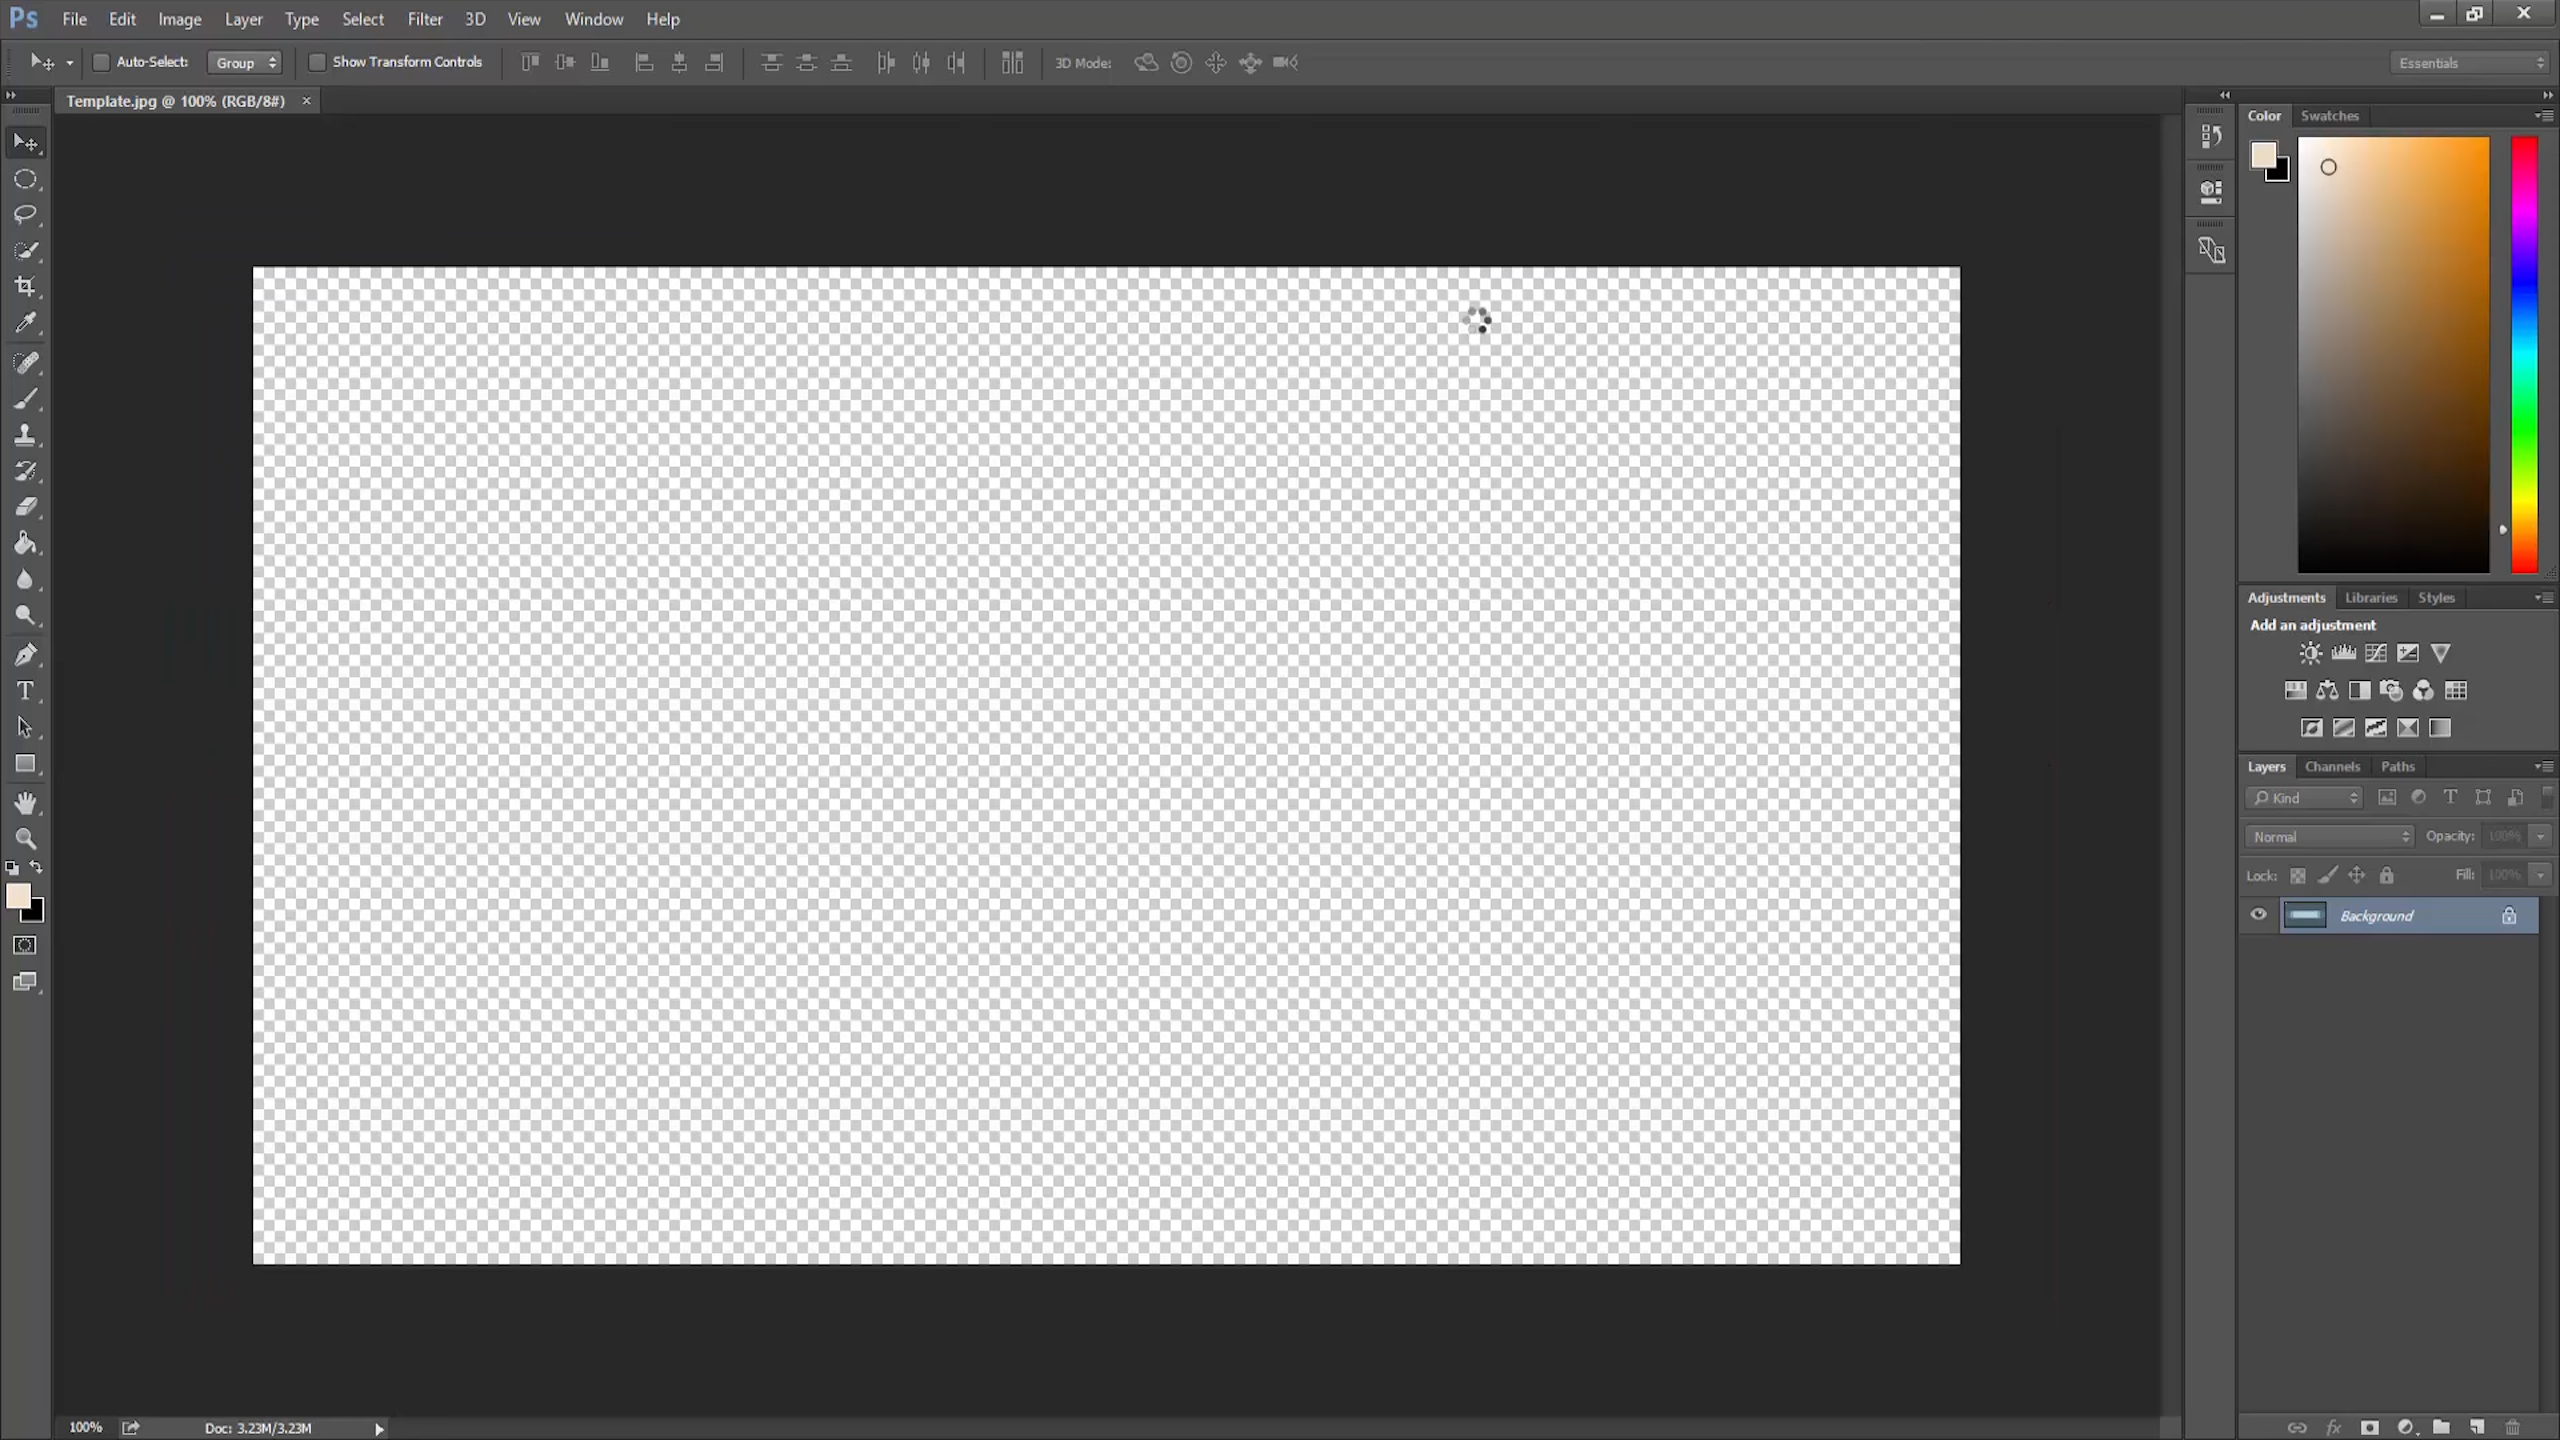 Ps File Edit Image Layer Type Select Filter 3D View Window Help
Auto-Select: Group Show Transform Controls 3D Mode: Essentials
Template.jpg @ 100% (RGB/8#) ×
Color Swatches
Adjustments Libraries Styles
Add an adjustment
Layers Channels Paths
Kind
Normal Opacity: 100%
Lock: Fill: 100%
Background
100% Doc: 3.23M/3.23M